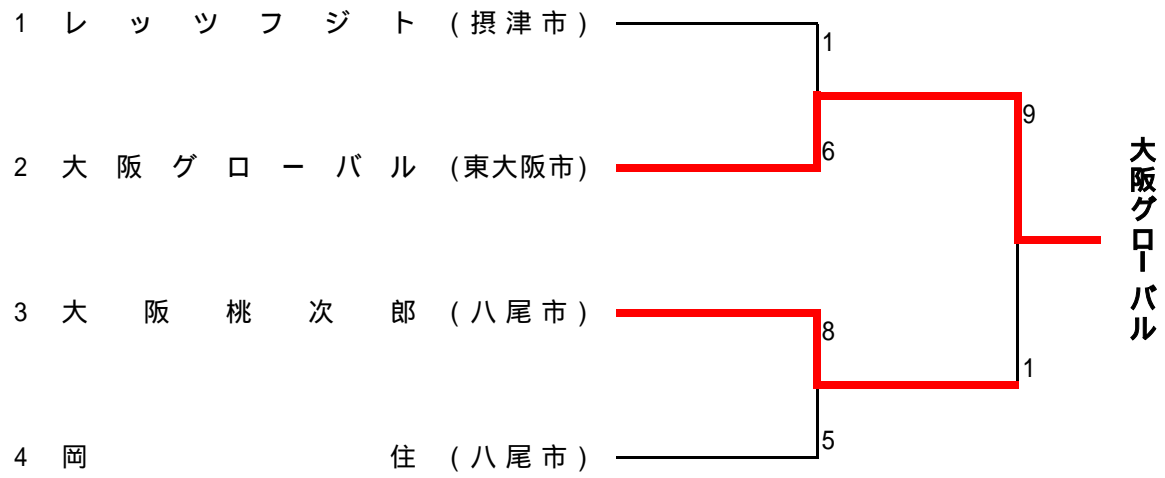 1 レッツフジト (摂津市)
1
9
2 大阪グローバル (東大阪市)
6
大阪グローバル
3 大阪桃次郎 (八尾市)
8
1
4 岡住 (八尾市)
5